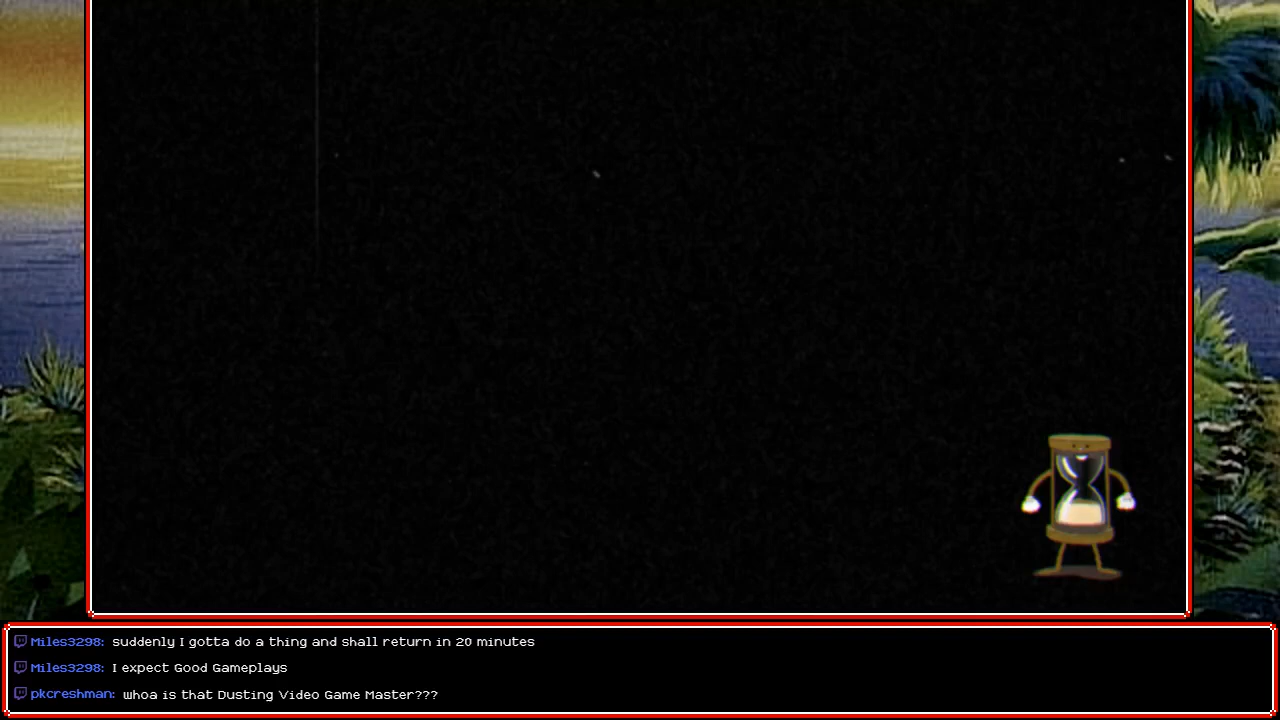 Miles3298: suddenly I gotta do a thing and shall return in 20 minutes
Miles3298: I expect Good Gameplays
pkcreshman: whoa is that Dusting Video Game Master???